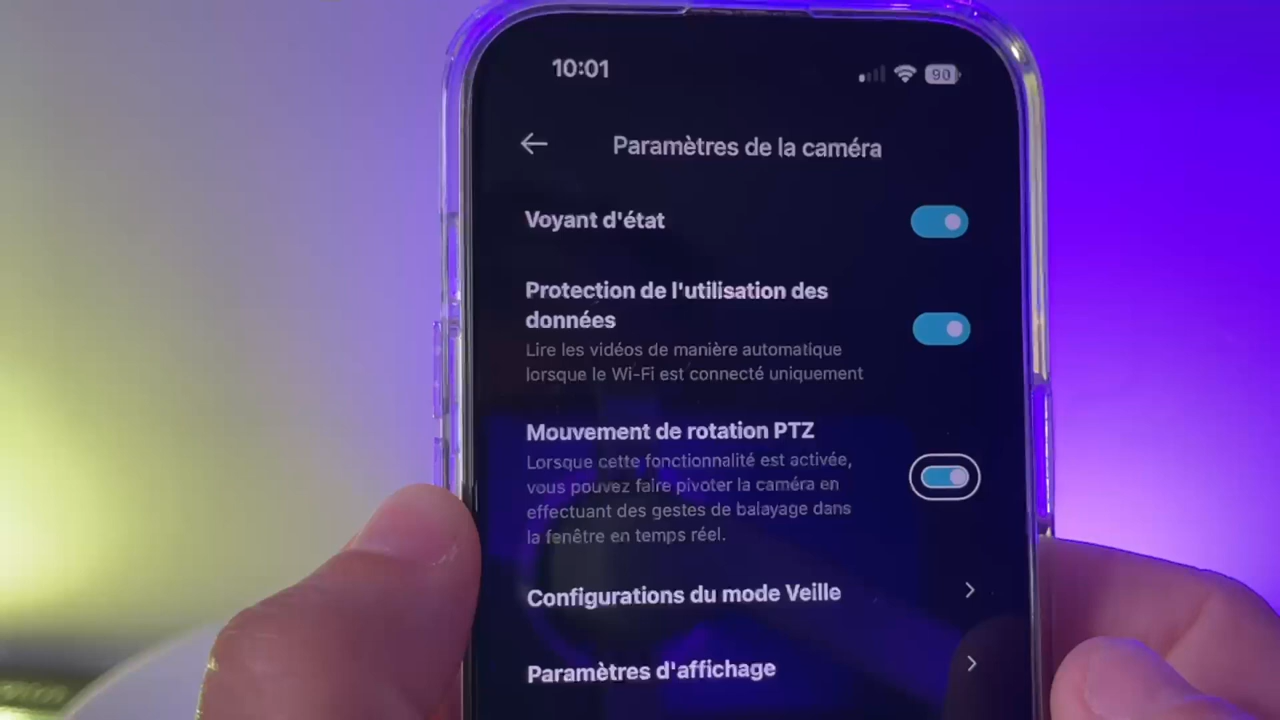 10:01
90
Paramètres de la caméra
Voyant d'état
Protection de l'utilisation des
données
Lire les vidéos de manière automatique
lorsque le Wi-Fi est connecté uniquement
Mouvement de rotation PTZ
Lorsque cette fonctionnalité est activée,
vous pouvez faire pivoter la caméra en
effectuant des gestes de balayage dans
la fenêtre en temps réel.
Configurations du mode Veille
Paramètres d'affichage